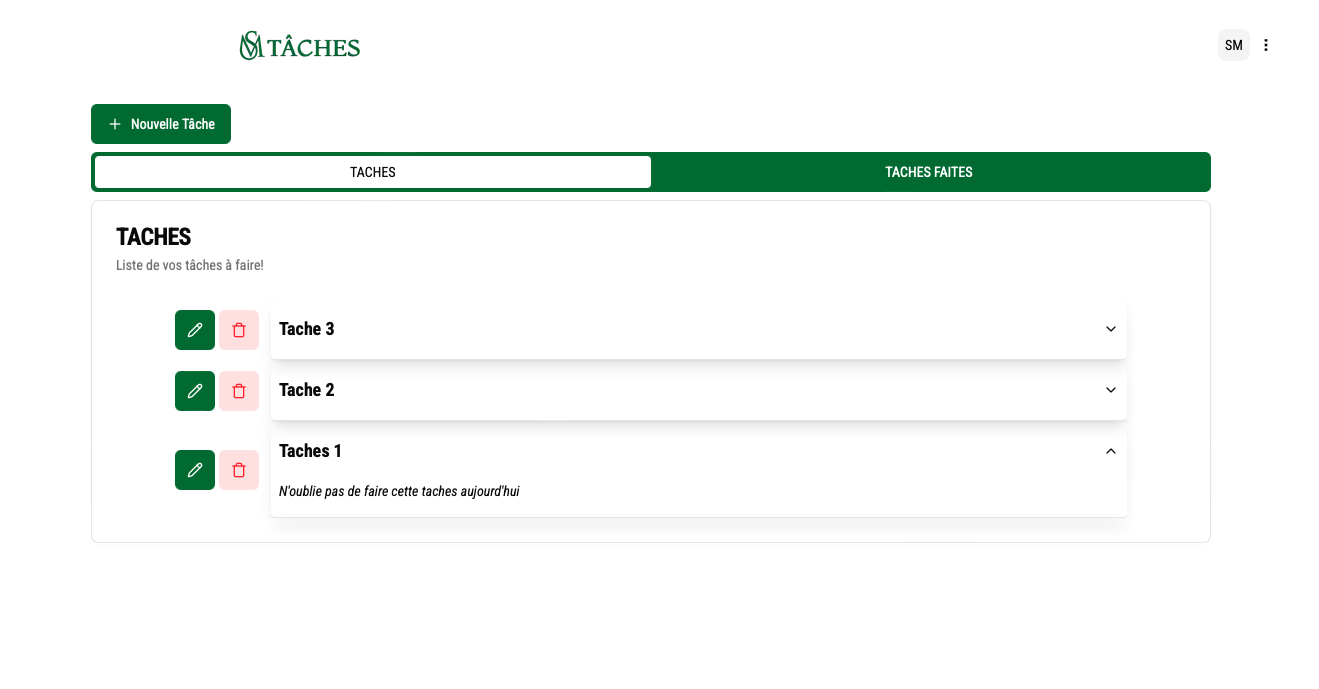 SM TÂCHES
SM
Nouvelle Tâche
TACHES
TACHES FAITES
TACHES
Liste de vos tâches à faire!
Tache 3
Tache 2
Taches 1
N'oublie pas de faire cette taches aujourd'hui